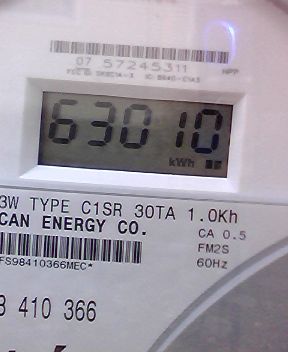 07 57245311
NPP
63010
kWh
3W TYPE C1SR 30TA 1.0Kh
CAN ENERGY CO.
CA 0.5
FM2S
FS98410366MEC*
60Hz
410 366